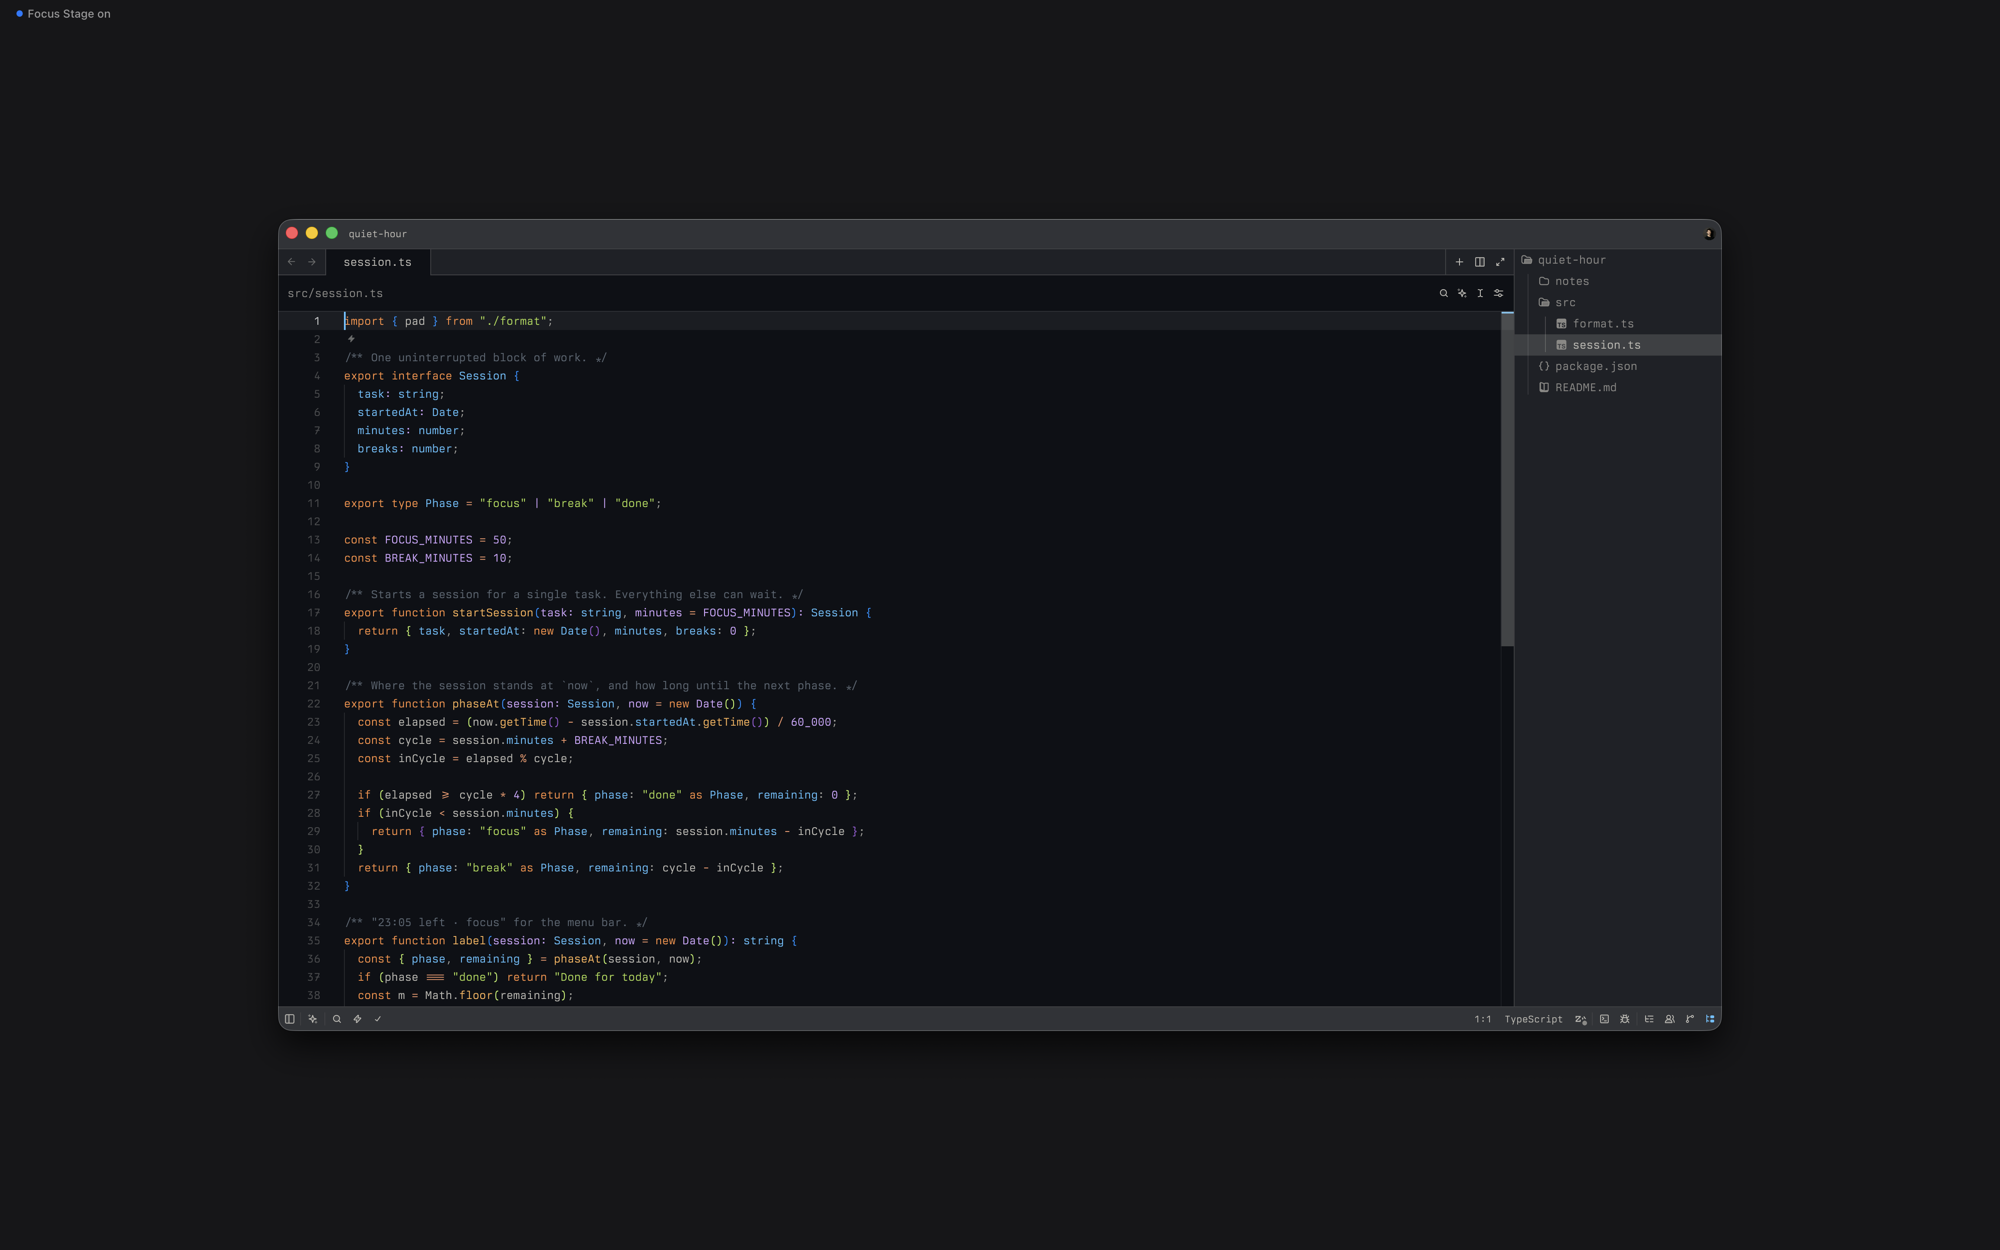 Focus Stage on
quiet-hour
session.ts
src/session.ts
1 import { pad } from "./format";
2
3 /** One uninterrupted block of work. */
4 export interface Session {
5 task: string;
6 startedAt: Date;
7 minutes: number;
8 breaks: number;
9 }
10
11 export type Phase = "focus" | "break" | "done";
12
13 const FOCUS_MINUTES = 50;
14 const BREAK_MINUTES = 10;
15
16 /** Starts a session for a single task. Everything else can wait. */
17 export function startSession(task: string, minutes = FOCUS_MINUTES): Session {
18 return { task, startedAt: new Date(), minutes, breaks: 0 };
19 }
20
21 /** Where the session stands at `now`, and how long until the next phase. */
22 export function phaseAt(session: Session, now = new Date()) {
23 const elapsed = (now.getTime() - session.startedAt.getTime()) / 60_000;
24 const cycle = session.minutes + BREAK_MINUTES;
25 const inCycle = elapsed % cycle;
26
27 if (elapsed >= cycle * 4) return { phase: "done" as Phase, remaining: 0 };
28 if (inCycle < session.minutes) {
29 return { phase: "focus" as Phase, remaining: session.minutes - inCycle };
30 }
31 return { phase: "break" as Phase, remaining: cycle - inCycle };
32 }
33
34 /** "23:05 left · focus" for the menu bar. */
35 export function label(session: Session, now = new Date()): string {
36 const { phase, remaining } = phaseAt(session, now);
37 if (phase === "done") return "Done for today";
38 const m = Math.floor(remaining);
quiet-hour
notes
src
TS format.ts
TS session.ts
package.json
README.md
1:1 TypeScript